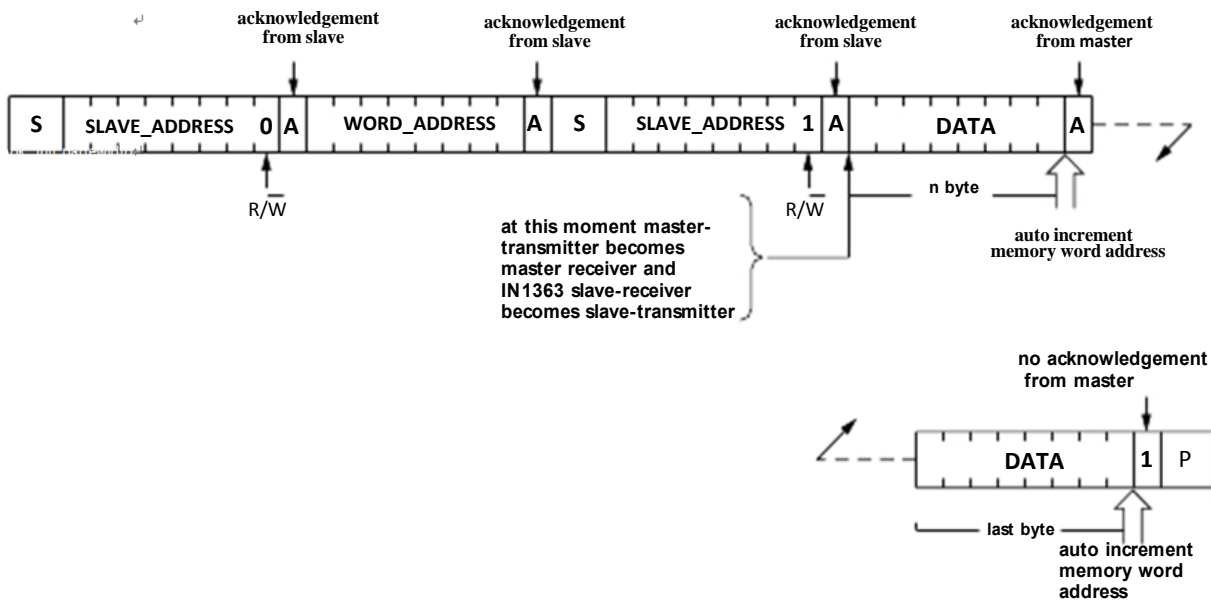 acknowledgement
from slave
acknowledgement
from slave
acknowledgement
from slave
acknowledgement
from master
S SLAVE_ADDRESS 0 A WORD_ADDRESS A S SLAVE_ADDRESS 1 A DATA A
R/W̅
R/W̅
n byte
auto increment
memory word address
at this moment master-
transmitter becomes
master receiver and
IN1363 slave-receiver
becomes slave-transmitter
no acknowledgement
from master
DATA 1 P
last byte
auto increment
memory word
address